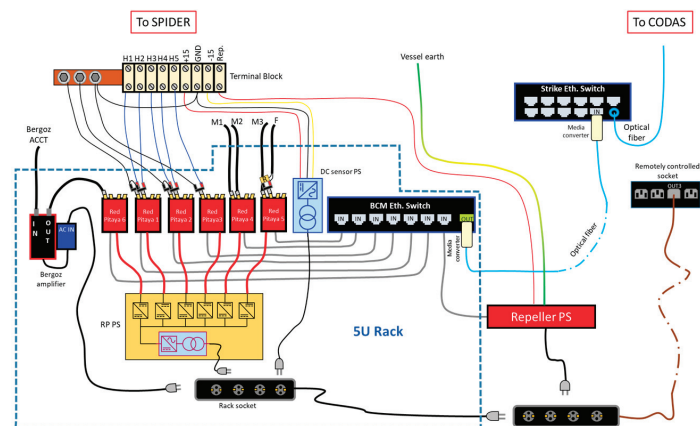 To SPIDER
To CODAS
H1 H2 H3 H4 H5 +15 GND -15 Rep.
Terminal Block
Vessel earth
Strike Eth. Switch
IN
Media
converter
Optical
fiber
Remotely controlled
socket
OUT3
M1 M2 M3 F
Bergoz
ACCT
DC sensor PS
Red
Pitaya 6
Red
Pitaya 1
Red
Pitaya 2
Red
Pitaya3
Red
Pitaya 4
Red
Pitaya 5
BCM Eth. Switch
IN IN IN IN IN IN IN OUT
Media
converter
Optical fiber
IN
OUT
AC IN
Bergoz
amplifier
RP PS
5U Rack
Repeller PS
Rack socket